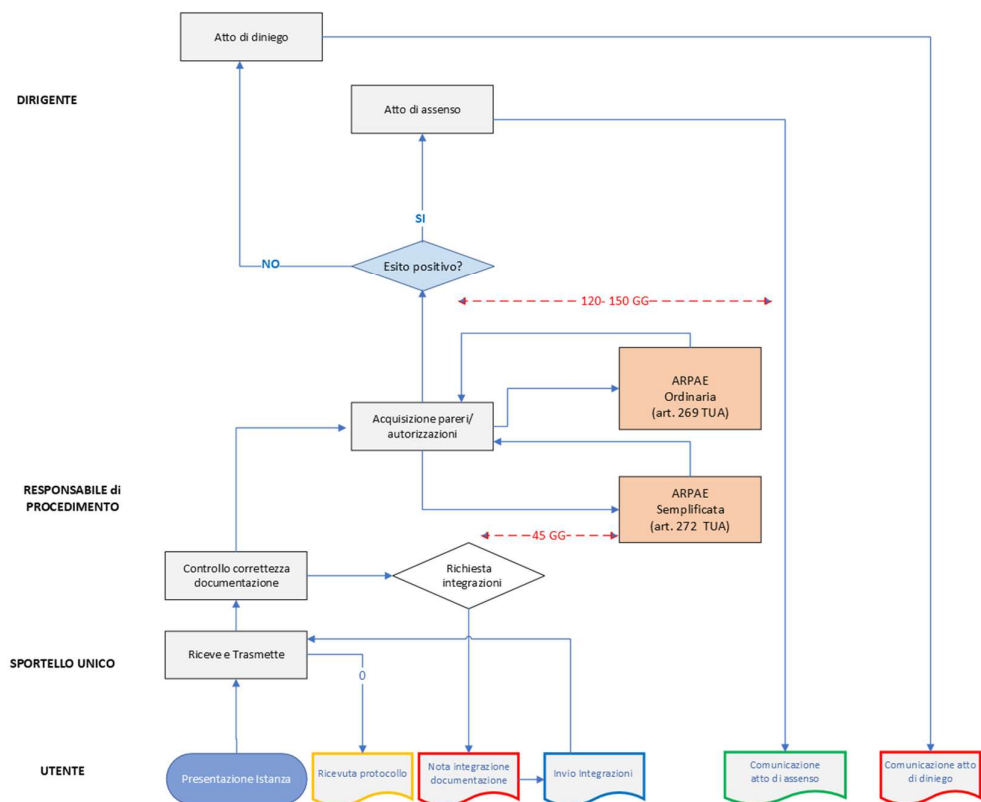 Atto di diniego
DIRIGENTE
Atto di assenso
SI
NO
Esito positivo?
120- 150 GG
ARPAE
Ordinaria
(art. 269 TUA)
Acquisizione pareri/
autorizzazioni
RESPONSABILE di
PROCEDIMENTO
ARPAE
Semplificata
(art. 272 TUA)
45 GG
Controllo correttezza
documentazione
Richiesta
integrazioni
SPORTELLO UNICO
Riceve e Trasmette
0
UTENTE
Presentazione Istanza
Ricevuta protocollo
Nota integrazione
documentazione
Invio Integrazioni
Comunicazione
atto di assenso
Comunicazione atto
di diniego